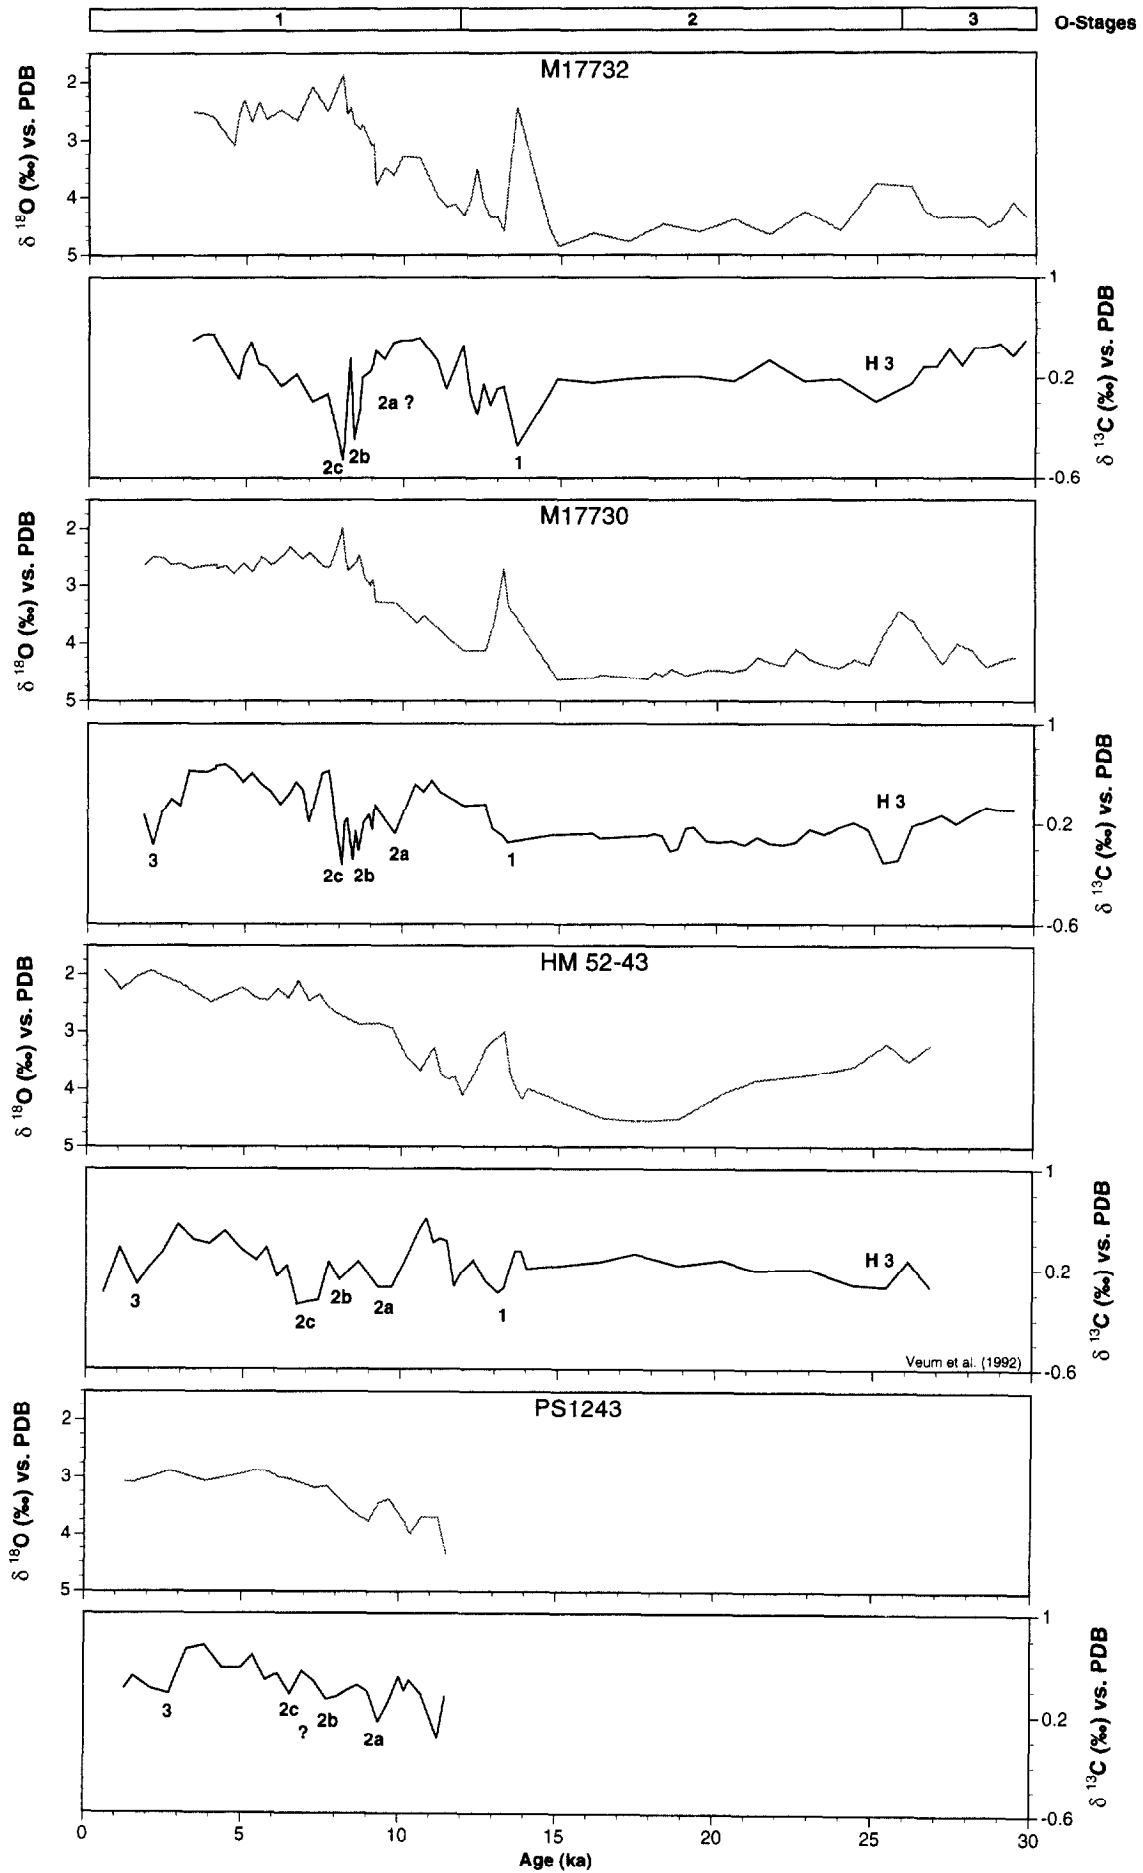 1 2 3 O-Stages
M17732
δ 18O (‰) vs. PDB
2
3
4
5
1
0.2
-0.6
δ 13C (‰) vs. PDB
H 3
2a ?
2c 2b
1
M17730
δ 18O (‰) vs. PDB
2
3
4
5
1
0.2
-0.6
δ 13C (‰) vs. PDB
H 3
3
2c 2b
2a
1
HM 52-43
δ 18O (‰) vs. PDB
2
3
4
5
1
0.2
-0.6
δ 13C (‰) vs. PDB
H 3
3
2c
2b
2a
1
Veum et al. (1992)
PS1243
δ 18O (‰) vs. PDB
2
3
4
5
1
0.2
-0.6
δ 13C (‰) vs. PDB
3
2c
?
2b
2a
0 5 10 15 20 25 30
Age (ka)